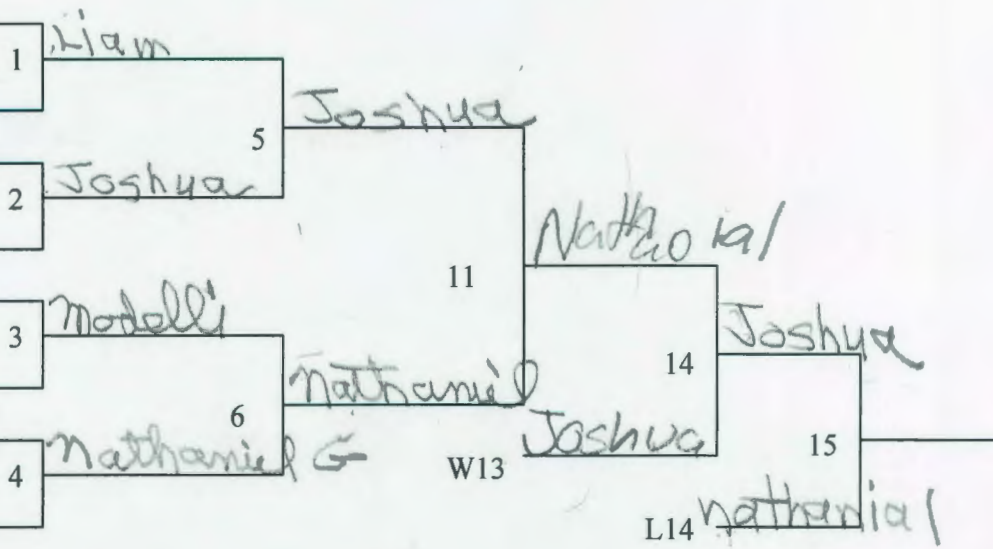 1 Liam
Joshua
5
2 Joshua
Nathanial
11
3 Modelli
Joshua
14
Nathaniel
6
Joshua
15
4 Nathaniel G
W13
L14 nathanial